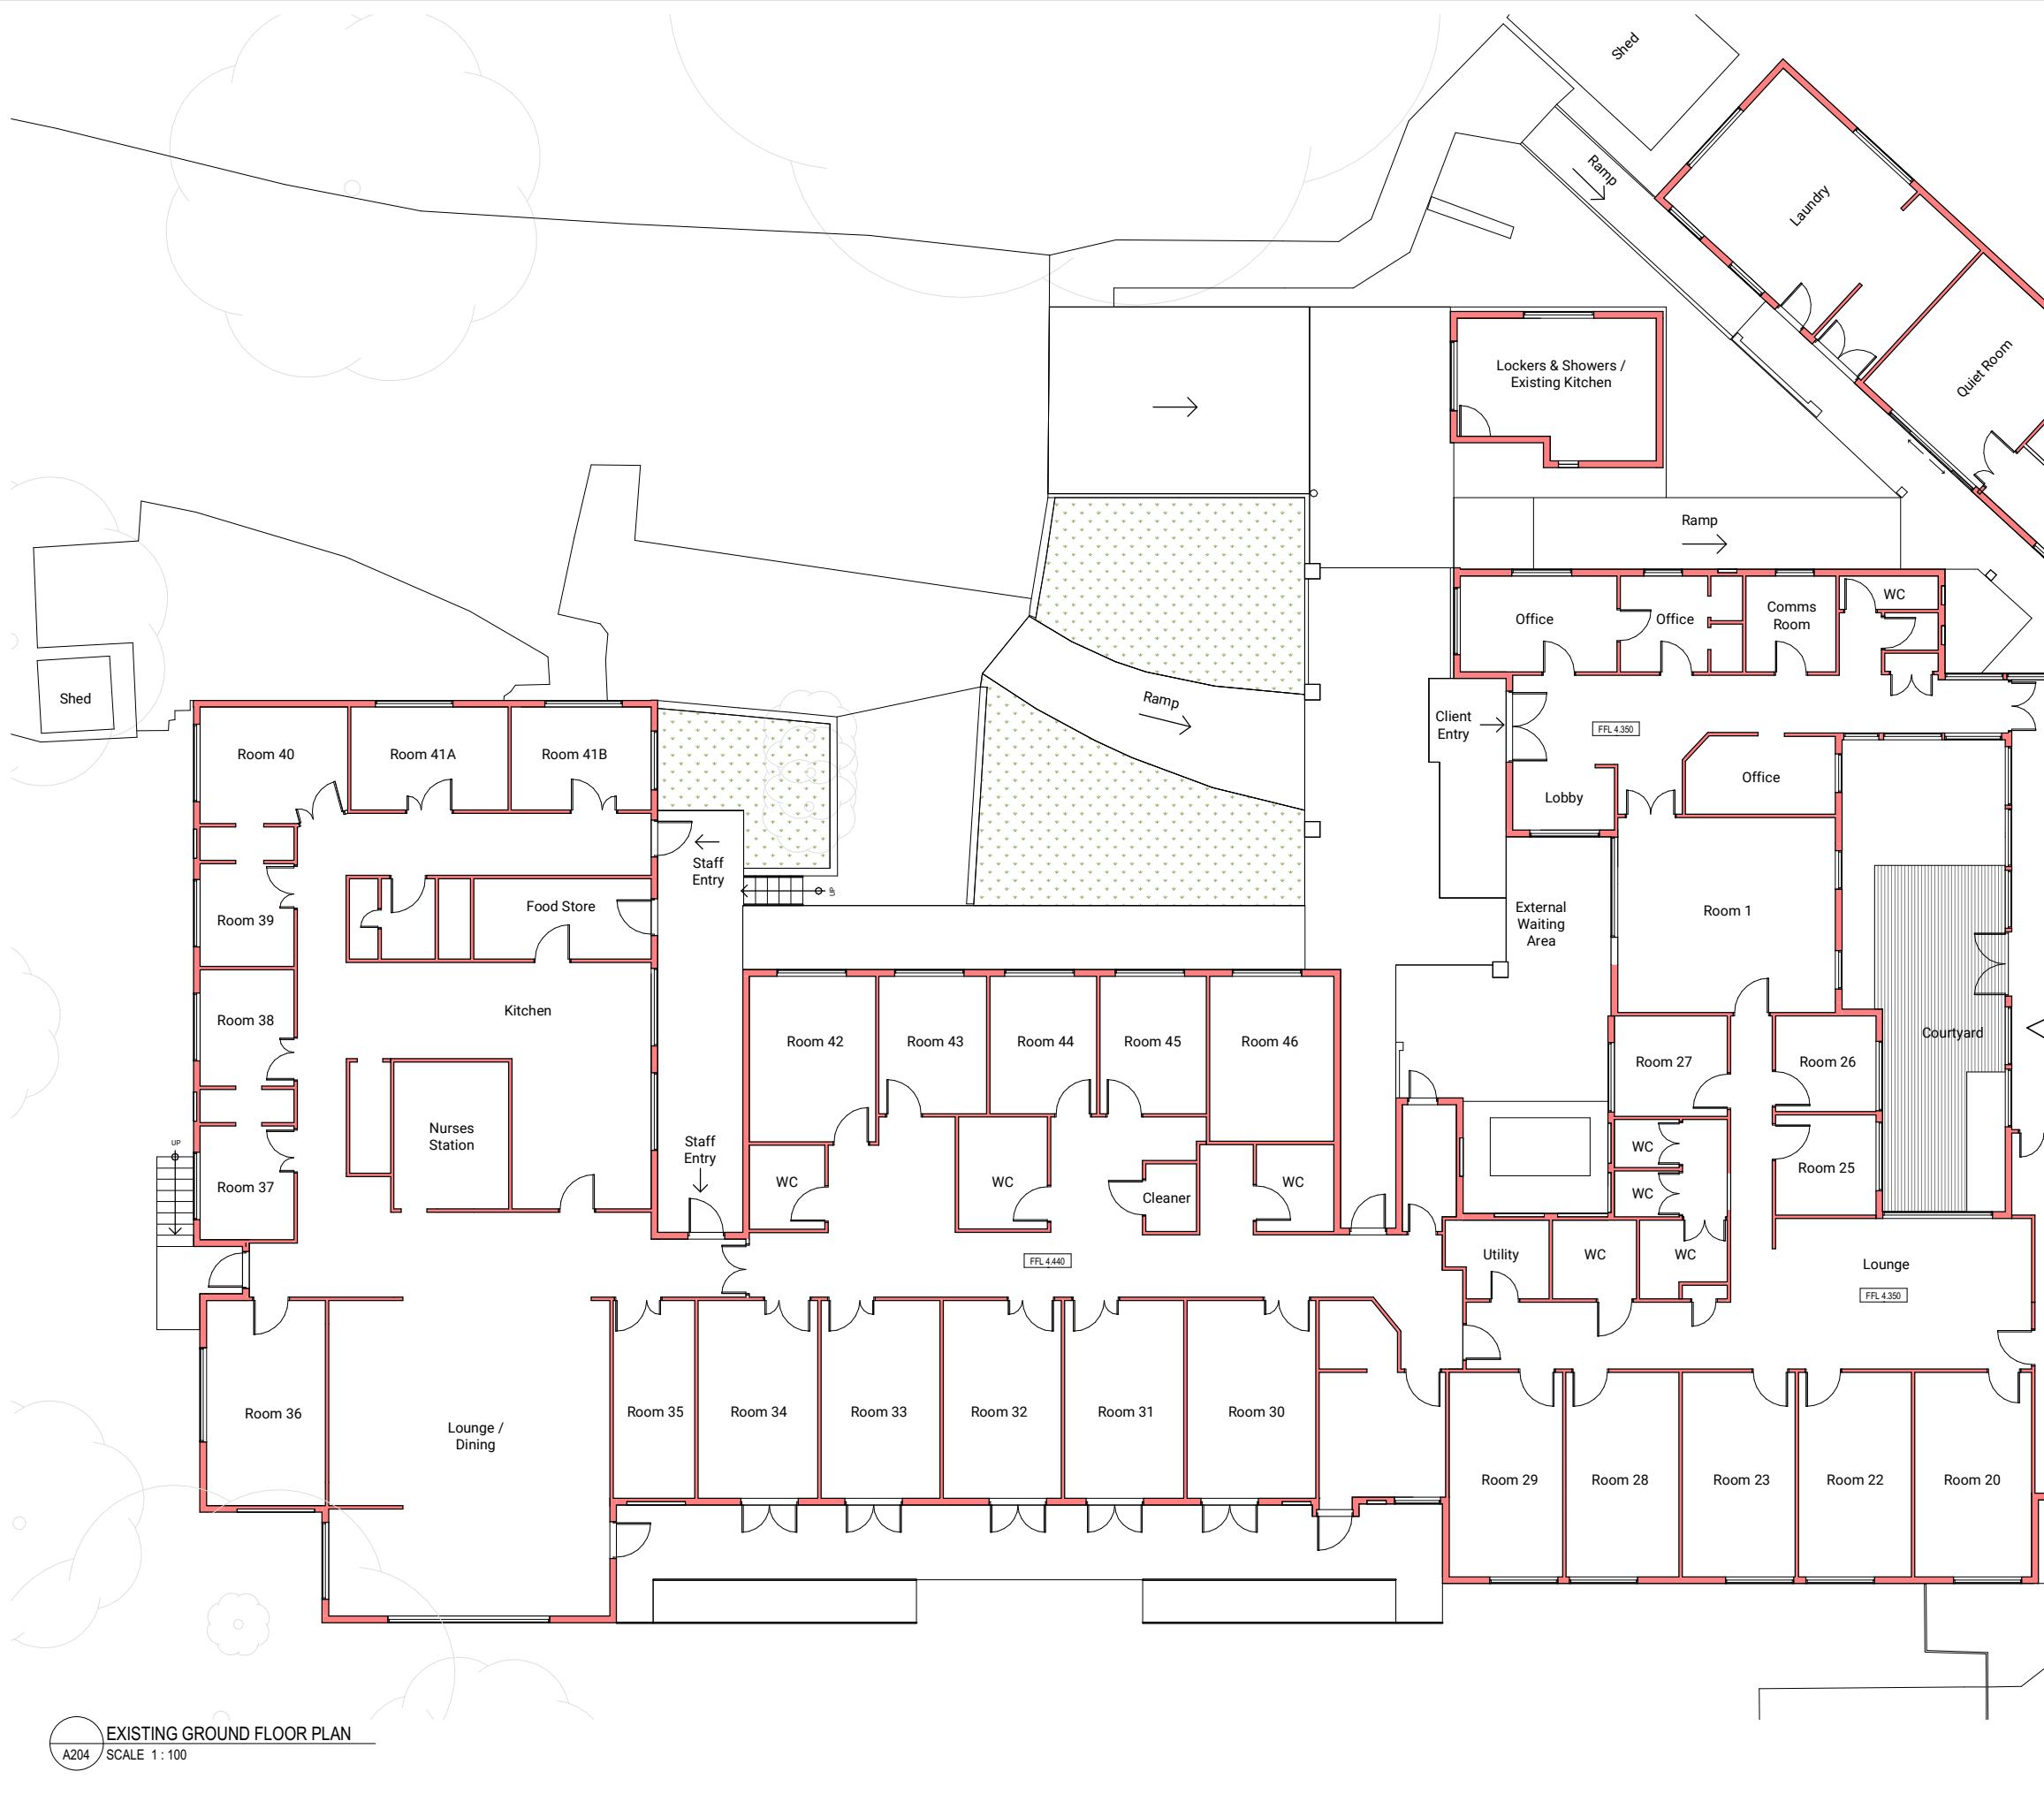 Shed
Ramp
Laundry
Quiet Room
Lockers & Showers /
Existing Kitchen
Ramp
Office
Office
Comms
Room
WC
Client
Entry
FFL 4.350
Office
Lobby
Ramp
Shed
Room 40
Room 41A
Room 41B
Staff
Entry
UP
Food Store
Room 39
External
Waiting
Area
Room 1
Kitchen
Room 38
Room 42
Room 43
Room 44
Room 45
Room 46
Room 27
Room 26
Courtyard
Nurses
Station
UP
Staff
Entry
Room 37
WC
WC
Cleaner
WC
WC
WC
Room 25
FFL 4.440
Utility
WC
WC
Lounge
FFL 4.350
Room 36
Lounge /
Dining
Room 35
Room 34
Room 33
Room 32
Room 31
Room 30
Room 29
Room 28
Room 23
Room 22
Room 20
EXISTING GROUND FLOOR PLAN
A204 SCALE 1 : 100